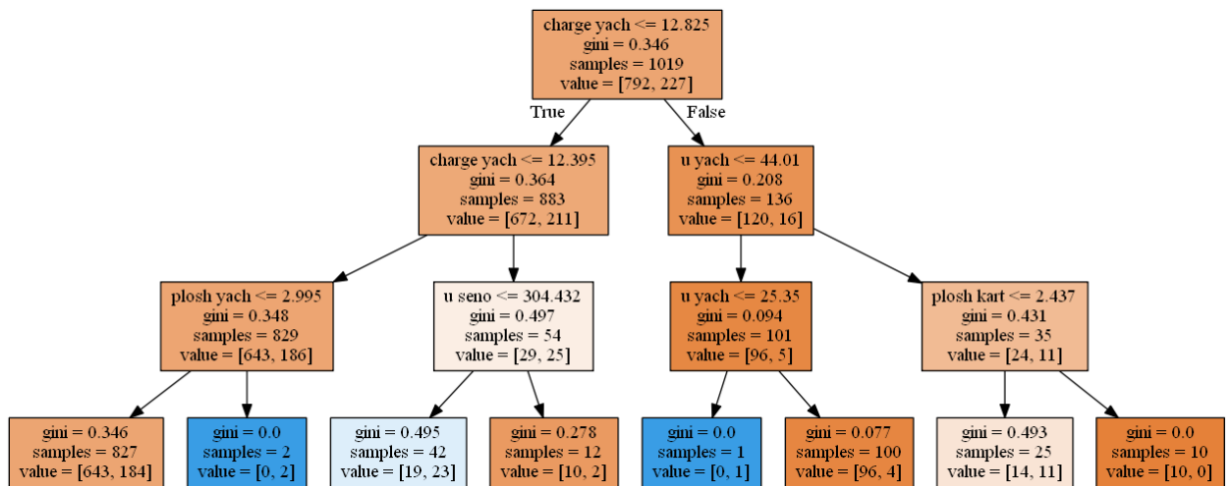 charge yach <= 12.825
gini = 0.346
samples = 1019
value = [792, 227]
True
False
charge yach <= 12.395
gini = 0.364
samples = 883
value = [672, 211]
u yach <= 44.01
gini = 0.208
samples = 136
value = [120, 16]
plosh yach <= 2.995
gini = 0.348
samples = 829
value = [643, 186]
u seno <= 304.432
gini = 0.497
samples = 54
value = [29, 25]
u yach <= 25.35
gini = 0.094
samples = 101
value = [96, 5]
plosh kart <= 2.437
gini = 0.431
samples = 35
value = [24, 11]
gini = 0.346
samples = 827
value = [643, 184]
gini = 0.0
samples = 2
value = [0, 2]
gini = 0.495
samples = 42
value = [19, 23]
gini = 0.278
samples = 12
value = [10, 2]
gini = 0.0
samples = 1
value = [0, 1]
gini = 0.077
samples = 100
value = [96, 4]
gini = 0.493
samples = 25
value = [14, 11]
gini = 0.0
samples = 10
value = [10, 0]